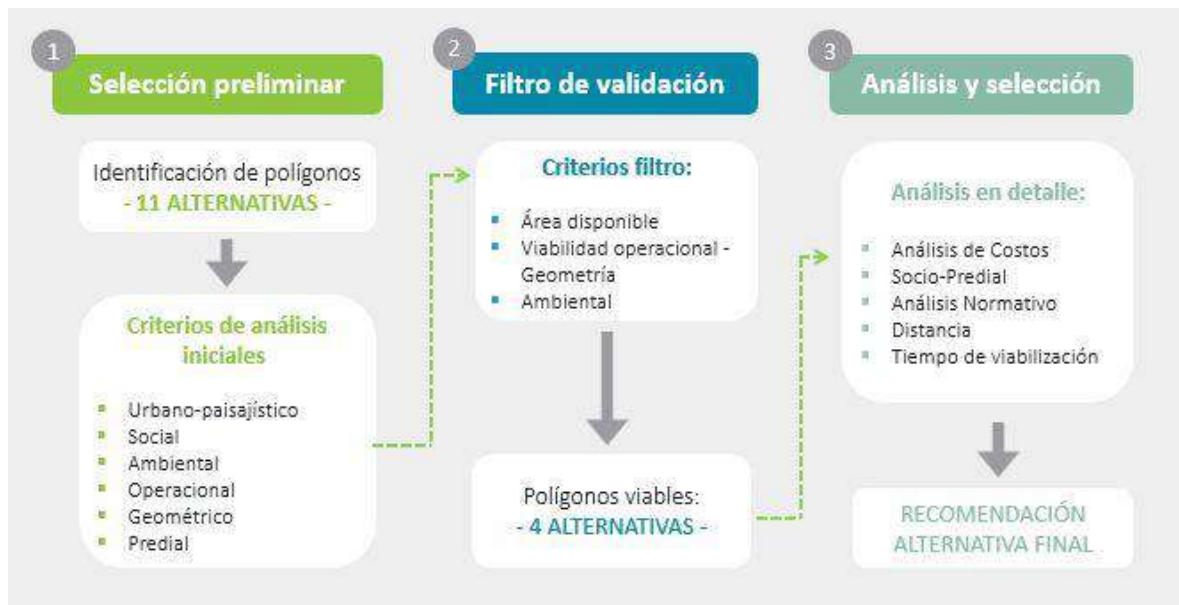 1
Selección preliminar
Identificación de polígonos
- 11 ALTERNATIVAS -
Criterios de análisis
iniciales
▪ Urbano-paisajístico
▪ Social
▪ Ambiental
▪ Operacional
▪ Geométrico
▪ Predial
2
Filtro de validación
Criterios filtro:
▪ Área disponible
▪ Viabilidad operacional -
Geometría
▪ Ambiental
Polígonos viables:
- 4 ALTERNATIVAS -
3
Análisis y selección
Análisis en detalle:
▪ Análisis de Costos
▪ Socio-Predial
▪ Análisis Normativo
▪ Distancia
▪ Tiempo de viabilización
RECOMENDACIÓN
ALTERNATIVA FINAL